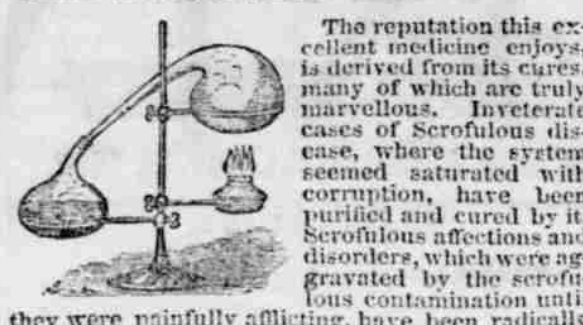 The reputation this ex-
cellent medicine enjoys,
is derived from its cures,
many of which are truly
marvellous. Inveterate
cases of Scrofulous dis-
ease, where the system
seemed saturated with
corruption, have been
purified and cured by it.
Scrofulous affections and
disorders, which were ag-
gravated by the scrofu-
lous contamination until
they were painfully afflicting, have been radically